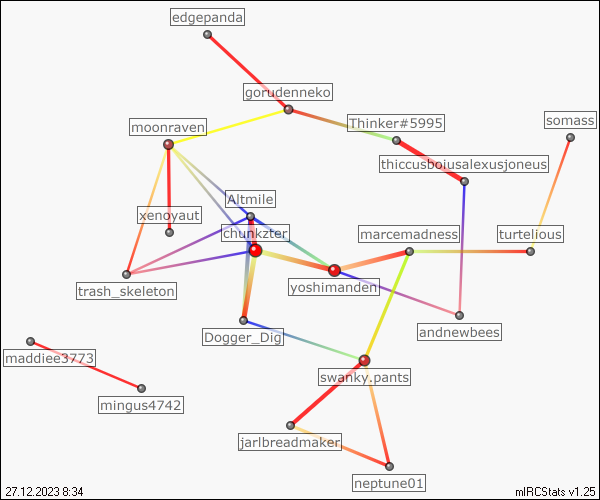 edgepanda
gorudenneko
Thinker#5995
somass
moonraven
thiccusboiusalexusjoneus
Altmile
xenoyaut
chunkzter
marcemadness
turtelious
yoshimanden
trash_skeleton
andnewbees
Dogger_Dig
maddiee3773
swanky.pants
mingus4742
jarlbreadmaker
neptune01
27.12.2023 8:34
mIRCStats v1.25